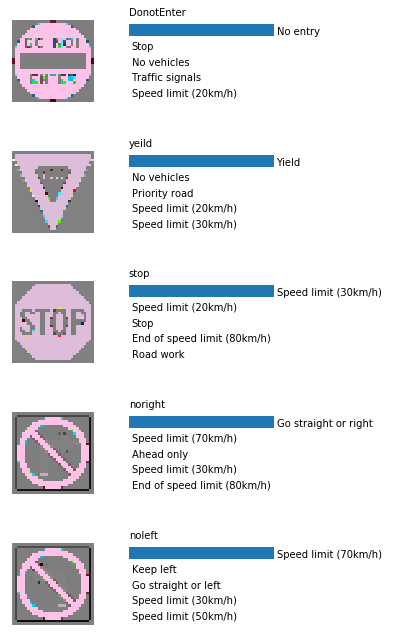 DonotEnter
No entry
Stop
No vehicles
Traffic signals
Speed limit (20km/h)
yeild
Yield
No vehicles
Priority road
Speed limit (20km/h)
Speed limit (30km/h)
stop
STOP
Speed limit (30km/h)
Speed limit (20km/h)
Stop
End of speed limit (80km/h)
Road work
noright
Go straight or right
Speed limit (70km/h)
Ahead only
Speed limit (30km/h)
End of speed limit (80km/h)
noleft
Speed limit (70km/h)
Keep left
Go straight or left
Speed limit (30km/h)
Speed limit (50km/h)